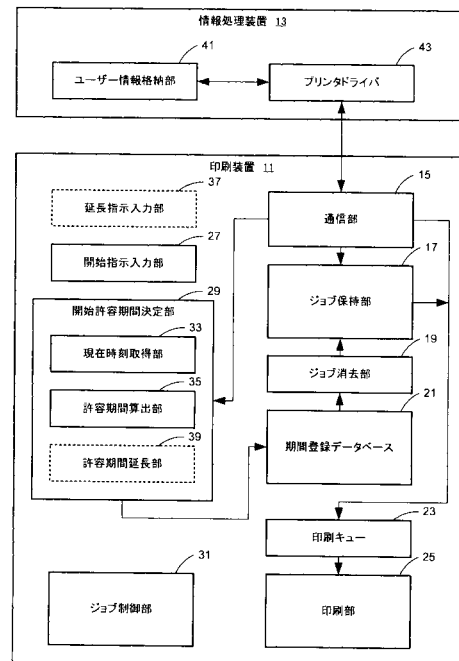 情報処理装置 13
41
43
ユーザー情報格納部
プリンタドライバ
印刷装置 11
37
15
延長指示入力部
通信部
27
17
開始指示入力部
ジョブ保持部
29
開始許容期間決定部
33
19
現在時刻取得部
ジョブ消去部
35
21
許容期間算出部
期間登録データベース
39
許容期間延長部
23
印刷キュー
31
25
ジョブ制御部
印刷部